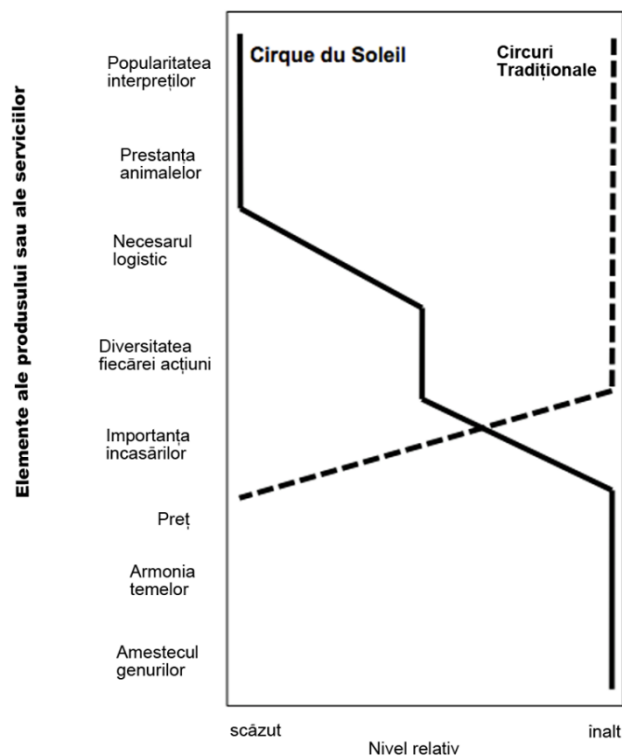 Elemente ale produsului sau ale serviciilor
Popularitatea
interpreților
Cirque du Soleil
Circuri
Tradiționale
Prestanța
animalelor
Necesarul
logistic
Diversitatea
fiecărei acțiuni
Importanța
incasărilor
Preț
Armonia
temelor
Amestecul
genurilor
scăzut
inalt
Nivel relativ